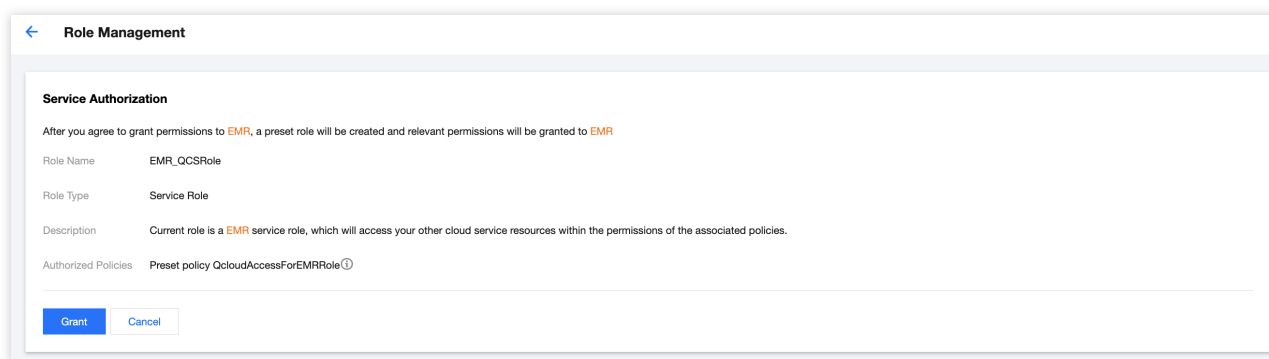 Role Management
Service Authorization
After you agree to grant permissions to EMR, a preset role will be created and relevant permissions will be granted to EMR
Role Name EMR_QCSRole
Role Type Service Role
Description Current role is a EMR service role, which will access your other cloud service resources within the permissions of the associated policies.
Authorized Policies Preset policy QcloudAccessForEMRRole
Grant Cancel